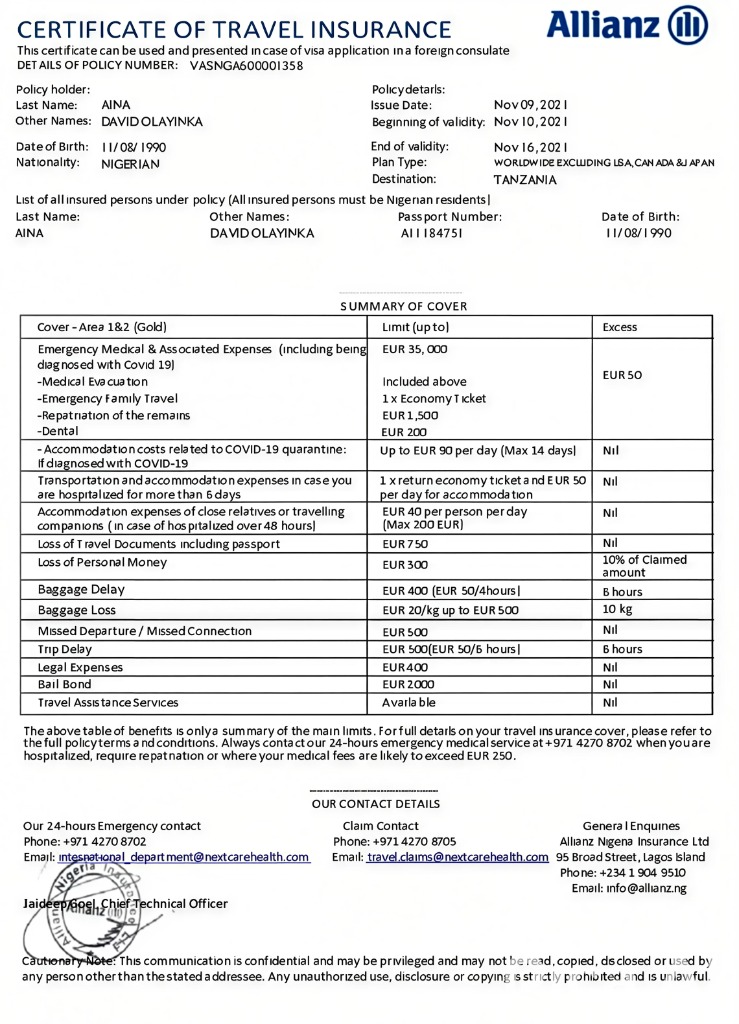 CERTIFICATE OF TRAVEL INSURANCE
Allianz
This certificate can be used and presented in case of visa application in a foreign consulate
DETAILS OF POLICY NUMBER: VASNGA600001358
Policy holder:
Last Name: AINA
Other Names: DAVID OLAYINKA
Date of Birth: 11/08/1990
Nationality: NIGERIAN
Policy details:
Issue Date: Nov 09, 2021
Beginning of validity: Nov 10, 2021
End of validity: Nov 16, 2021
Plan Type: WORLDWIDE EXCLUDING USA, CANADA & JAPAN
Destination: TANZANIA
List of all insured persons under policy (All insured persons must be Nigerian residents)
Last Name: Other Names: Passport Number: Date of Birth:
AINA DAVID OLAYINKA A11184751 11/08/1990
SUMMARY OF COVER
Cover - Area 1&2 (Gold) Limit (up to) Excess
Emergency Medical & Associated Expenses (including being EUR 35, 000
diagnosed with Covid 19)
EUR 50
-Medical Evacuation Included above
-Emergency Family Travel 1 x Economy Ticket
-Repatriation of the remains EUR 1,500
-Dental EUR 200
- Accommodation costs related to COVID-19 quarantine: Up to EUR 90 per day (Max 14 days) Nil
If diagnosed with COVID-19
Transportation and accommodation expenses in case you 1 x return economy ticket and EUR 50 Nil
are hospitalized for more than 6 days per day for accommodation
Accommodation expenses of close relatives or travelling EUR 40 per person per day Nil
companions ( in case of hospitalized over 48 hours) (Max 200 EUR)
Loss of Travel Documents including passport EUR 750 Nil
Loss of Personal Money EUR 300 10% of Claimed
amount
Baggage Delay EUR 400 (EUR 50/4hours) 6 hours
Baggage Loss EUR 20/kg up to EUR 500 10 kg
Missed Departure / Missed Connection EUR 500 Nil
Trip Delay EUR 500(EUR 50/6 hours) 6 hours
Legal Expenses EUR 400 Nil
Bail Bond EUR 2000 Nil
Travel Assistance Services Available Nil
The above table of benefits is only a summary of the main limits. For full details on your travel insurance cover, please refer to
the full policy terms and conditions. Always contact our 24-hours emergency medical service at +971 4270 8702 when you are
hospitalized, require repatriation or where your medical fees are likely to exceed EUR 250.
OUR CONTACT DETAILS
Our 24-hours Emergency contact
Phone: +971 4270 8702
Email: international_department@nextcarehealth.com
Claim Contact
Phone: +971 4270 8705
Email: travel.claims@nextcarehealth.com
General Enquiries
Allianz Nigeria Insurance Ltd
95 Broad Street, Lagos Island
Phone: +234 1 904 9510
Email: info@allianz.ng
Jaideep Goel, Chief Technical Officer
Allianz Nigeria Insurance
Allianz
Cautionary Note: This communication is confidential and may be privileged and may not be read, copied, disclosed or used by
any person other than the stated addressee. Any unauthorized use, disclosure or copying is strictly prohibited and is unlawful.